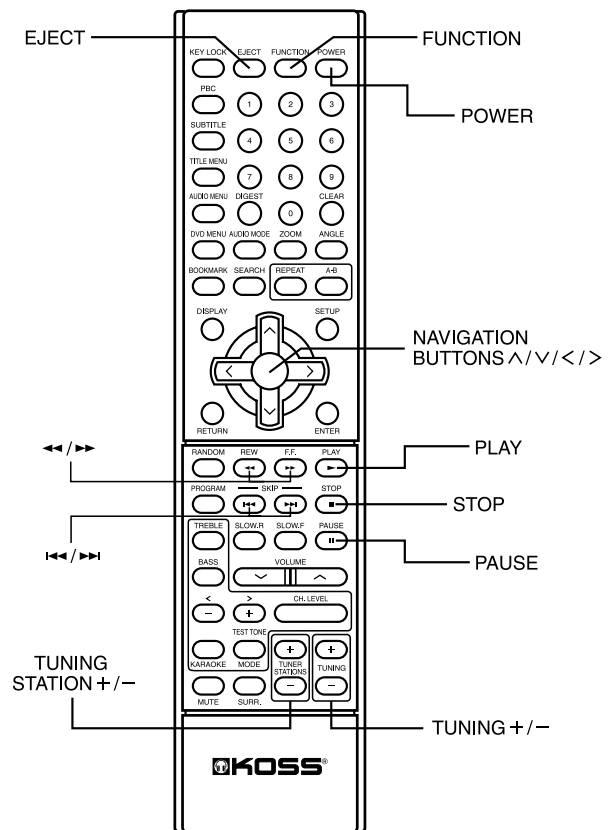 EJECT
FUNCTION
KEY LOCK EJECT FUNCTION POWER
POWER
PBC
1 2 3
SUBTITLE
4 5 6
TITLE MENU
7 8 9
AUDIO MENU DIGEST CLEAR
0
DVD MENU AUDIO MODE ZOOM ANGLE
BOOKMARK SEARCH REPEAT A-B
DISPLAY SETUP
NAVIGATION
BUTTONS ∧/∨/</>
RETURN ENTER
◄◄/►►
RANDOM REW F.F. PLAY
PLAY
PROGRAM SKIP STOP
STOP
I◄◄/►►I
TREBLE SLOW.R SLOW.F PAUSE
PAUSE
BASS VOLUME
< > CH. LEVEL
− +
TEST TONE
+ +
KARAOKE MODE TUNER STATIONS TUNING
− −
MUTE SURR.
TUNING
STATION +/−
TUNING +/−
KOSS®